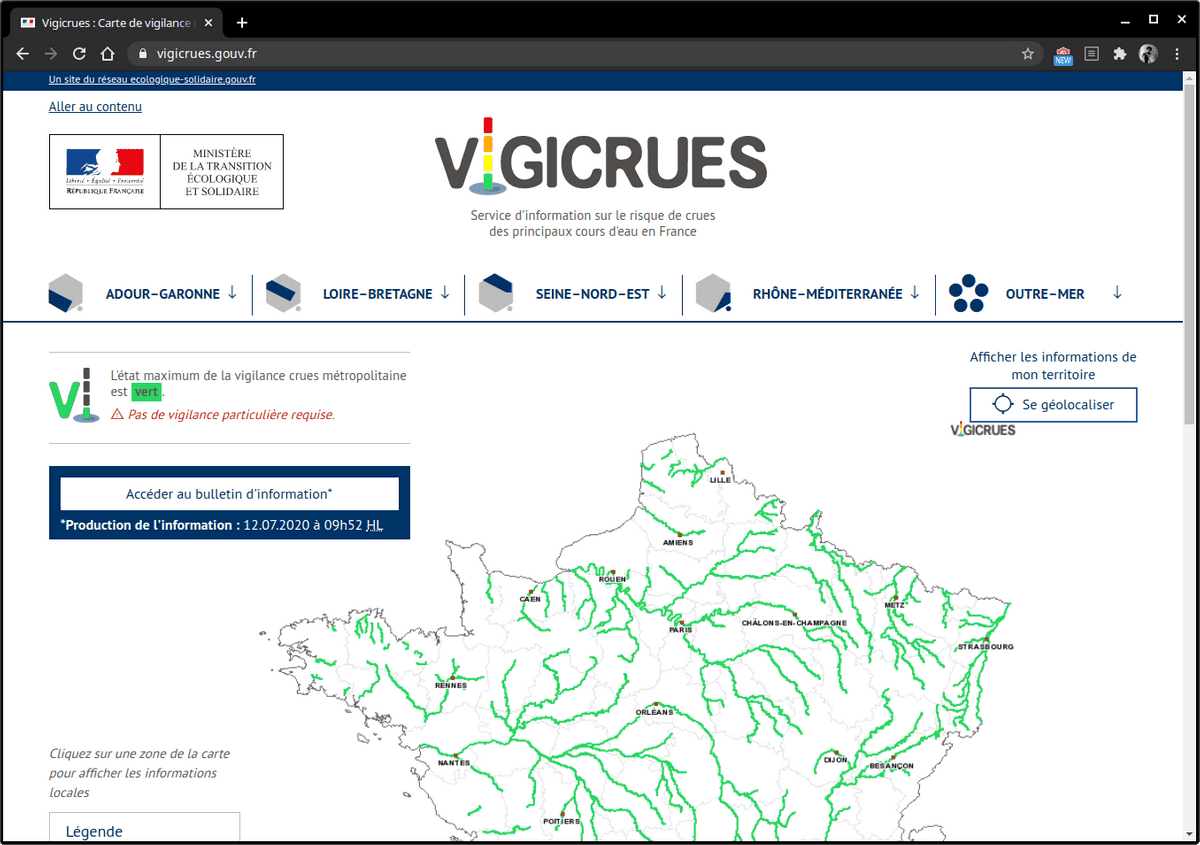 Vigicrues : Carte de vigilance
vigicrues.gouv.fr
NEW
Un site du réseau ecologique-solidaire.gouv.fr
Aller au contenu
Liberté • Égalité • Fraternité
RÉPUBLIQUE FRANÇAISE
MINISTÈRE
DE LA TRANSITION
ÉCOLOGIQUE
ET SOLIDAIRE
VIGICRUES
Service d'information sur le risque de crues
des principaux cours d'eau en France
ADOUR-GARONNE ↓
LOIRE-BRETAGNE ↓
SEINE-NORD-EST ↓
RHÔNE-MÉDITERRANÉE ↓
OUTRE-MER ↓
Vi
L'état maximum de la vigilance crues métropolitaine
est vert.
⚠ Pas de vigilance particulière requise.
Afficher les informations de
mon territoire
Se géolocaliser
VIGICRUES
Accéder au bulletin d'information*
*Production de l'information : 12.07.2020 à 09h52 HL
LILLE
AMIENS
ROUEN
CAEN
METZ
PARIS
CHÂLONS-EN-CHAMPAGNE
STRASBOURG
RENNES
ORLÉANS
NANTES
DIJON
BESANÇON
POITIERS
Cliquez sur une zone de la carte
pour afficher les informations
locales
Légende